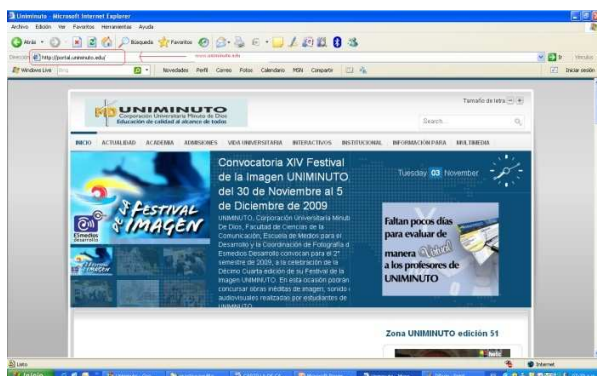 Uniminuto - Microsoft Internet Explorer
Archivo Edición Ver Favoritos Herramientas Ayuda
Atrás Búsqueda Favoritos
Dirección http://portal.uniminuto.edu/ www.uniminuto.edu Ir Vínculos
Windows Live Novedades Perfil Correo Fotos Calendario MSN Compartir Iniciar sesión
Tamaño de letra
UNIMINUTO
Corporación Universitaria Minuto de Dios
Educación de calidad al alcance de todos
Search...
INICIO ACTUALIDAD ACADEMIA ADMISIONES VIDA UNIVERSITARIA INTERACTIVOS INSTITUCIONAL INFORMACIÓN PARA MULTIMEDIA
Convocatoria XIV Festival
de la Imagen UNIMINUTO,
del 30 de Noviembre al 5
de Diciembre de 2009
UNIMINUTO, Corporación Universitaria Minuto
De Dios, Facultad de Ciencias de la
Comunicación, Escuela de Medios para el
Desarrollo y la Coordinación de Fotografía d
Esmedios Desarrollo convocan para el 2°
semestre de 2009, a la celebración de la
Décimo Cuarta edición de su Festival de la
Imagen UNIMINUTO. En esta ocasión podrán
concursar obras inéditas de imagen, sonido
audiovisuales realizadas por estudiantes de
UNIMINUTO
FESTIVAL
IMAGEN
Esmedios
desarrollo
Tuesday 03 November
Faltan pocos días
para evaluar de
manera
a los profesores de
UNIMINUTO
Zona UNIMINUTO edición 51
Listo Internet
Inicio